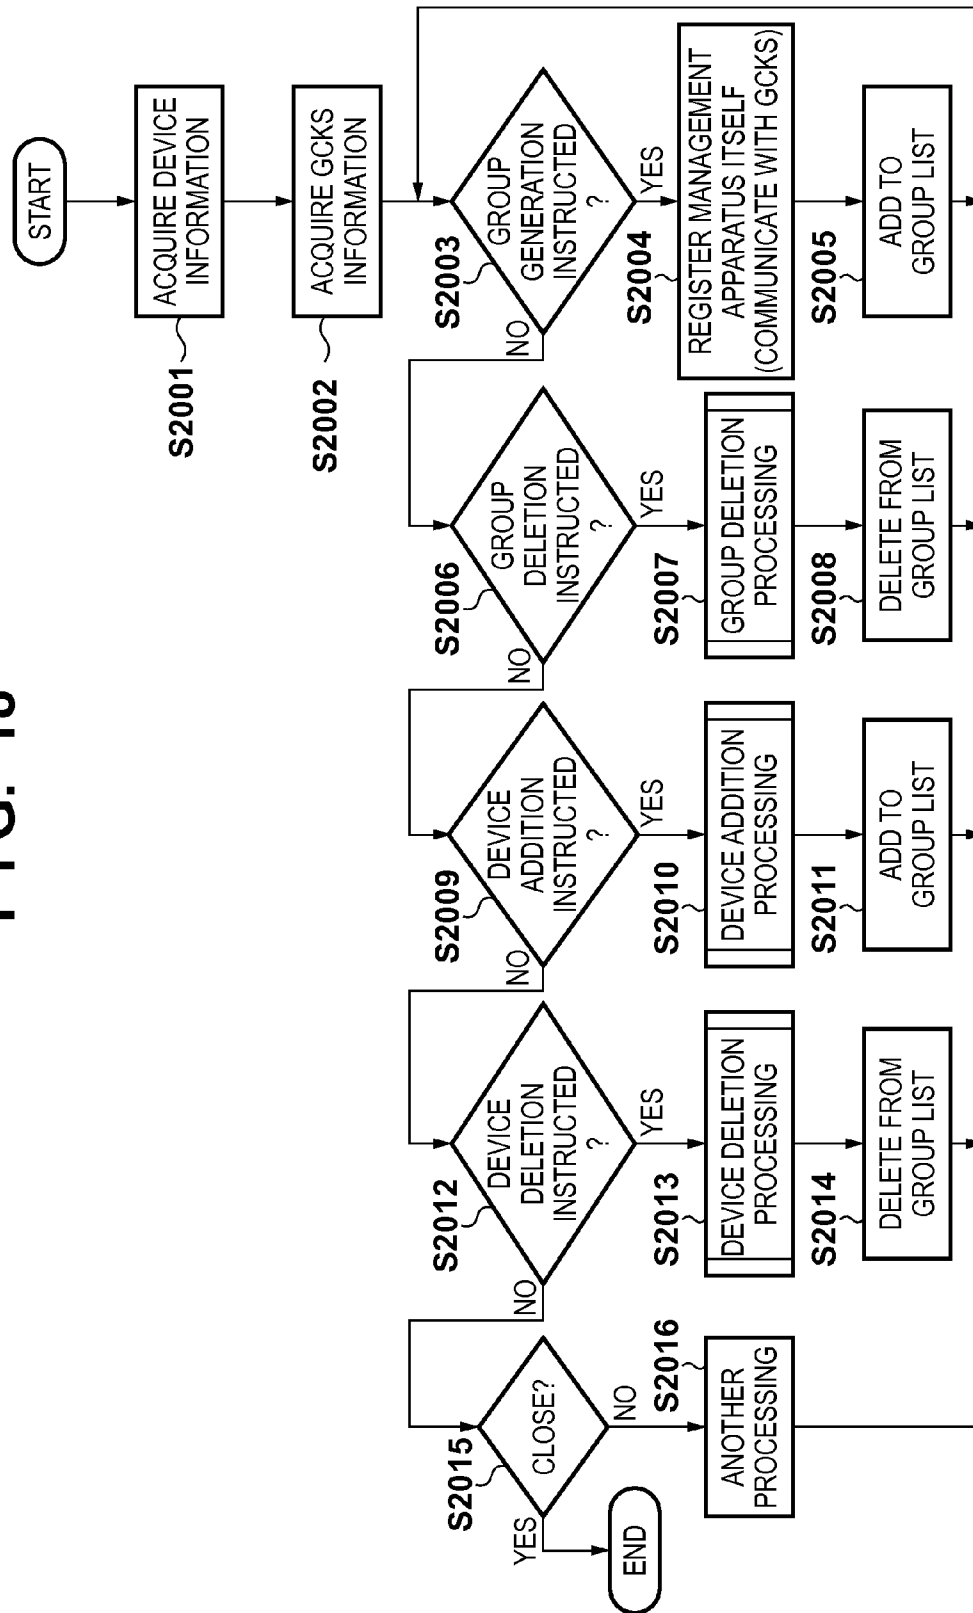 FIG.
START
S2001
ACQUIRE DEVICE
INFORMATION
S2002
ACQUIRE GCKS
INFORMATION
S2003
GROUP
GENERATION
INSTRUCTED
?
NO
YES
S2004
REGISTER MANAGEMENT
APPARATUS ITSELF
(COMMUNICATE WITH GCKS)
S2005
ADD TO
GROUP LIST
S2006
GROUP
DELETION
INSTRUCTED
?
NO
YES
S2007
GROUP DELETION
PROCESSING
S2008
DELETE FROM
GROUP LIST
S2009
DEVICE
ADDITION
INSTRUCTED
?
NO
YES
S2010
DEVICE ADDITION
PROCESSING
S2011
ADD TO
GROUP LIST
S2012
DEVICE
DELETION
INSTRUCTED
?
NO
YES
S2013
DEVICE DELETION
PROCESSING
S2014
DELETE FROM
GROUP LIST
S2015
CLOSE?
YES
NO
S2016
ANOTHER
PROCESSING
END